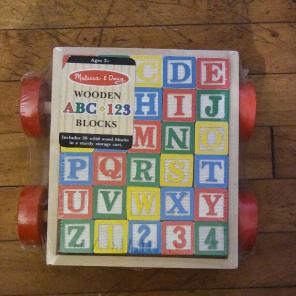 Ages 2+
Melissa & Doug
WOODEN
ABC•123
BLOCKS
Includes 30 solid wood blocks
in a sturdy storage cart.
C D E
H I J
M N O
P Q R S T
U V W X Y
Z 1 2 3 4